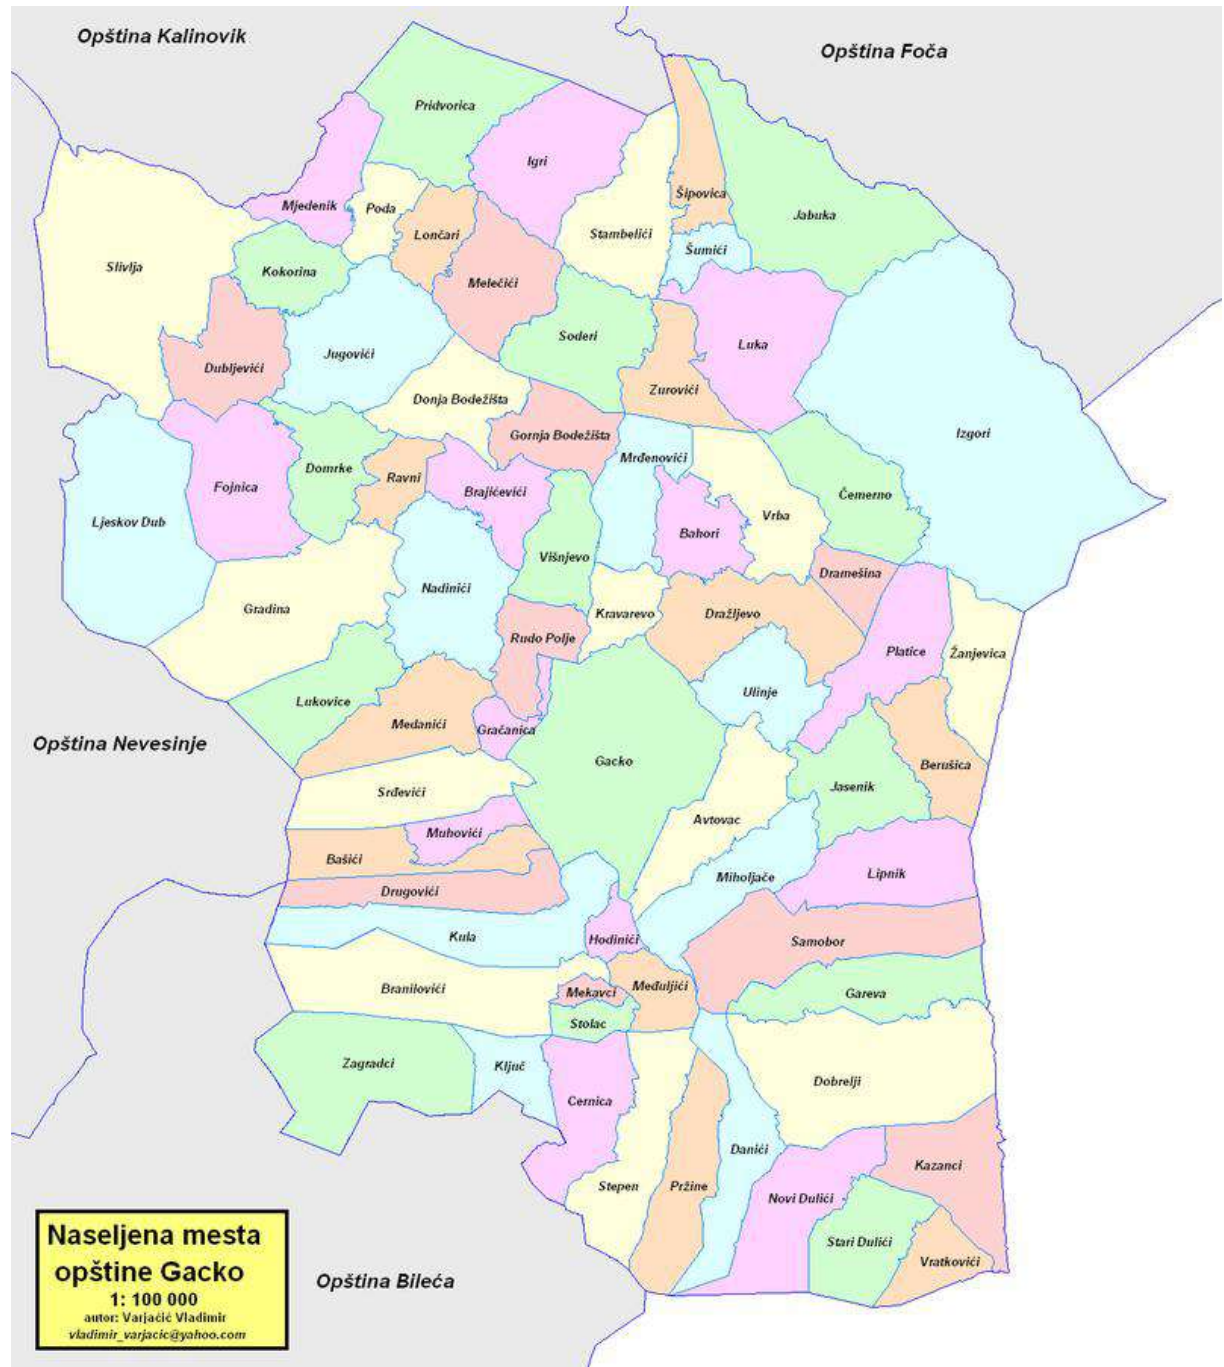 Opština Kalinovik
Opština Foča
Pridvorica
Igri
Šipovica
Jabuka
Mjedenik
Poda
Lončari
Stambelići
Šumići
Slivlja
Kokorina
Melečići
Soderi
Luka
Jugovići
Dubljevići
Zurovići
Donja Bodežišta
Gornja Bodežišta
Izgori
Mrđenovići
Domrke
Ravni
Brajićevići
Fojnica
Čemerno
Ljeskov Dub
Vrba
Bahori
Višnjevo
Dramešina
Nadinići
Gradina
Kravarevo
Dražljevo
Rudo Polje
Platice
Žanjevica
Ulinje
Lukovice
Medanići
Gračanica
Opština Nevesinje
Gacko
Berušica
Jasenik
Srđevići
Avtovac
Muhovići
Bašići
Miholjače
Lipnik
Drugovići
Kula
Hodinići
Samobor
Branilovići
Mekavci
Međuljići
Gareva
Stolac
Zagradci
Ključ
Dobrelji
Cernica
Danići
Kazanci
Stepen
Pržine
Novi Dulići
Stari Dulići
Vratkovići
Opština Bileća
Naseljena mesta
opštine Gacko
1: 100 000
autor: Varjačić Vladimir
vladimir_varjacic@yahoo.com